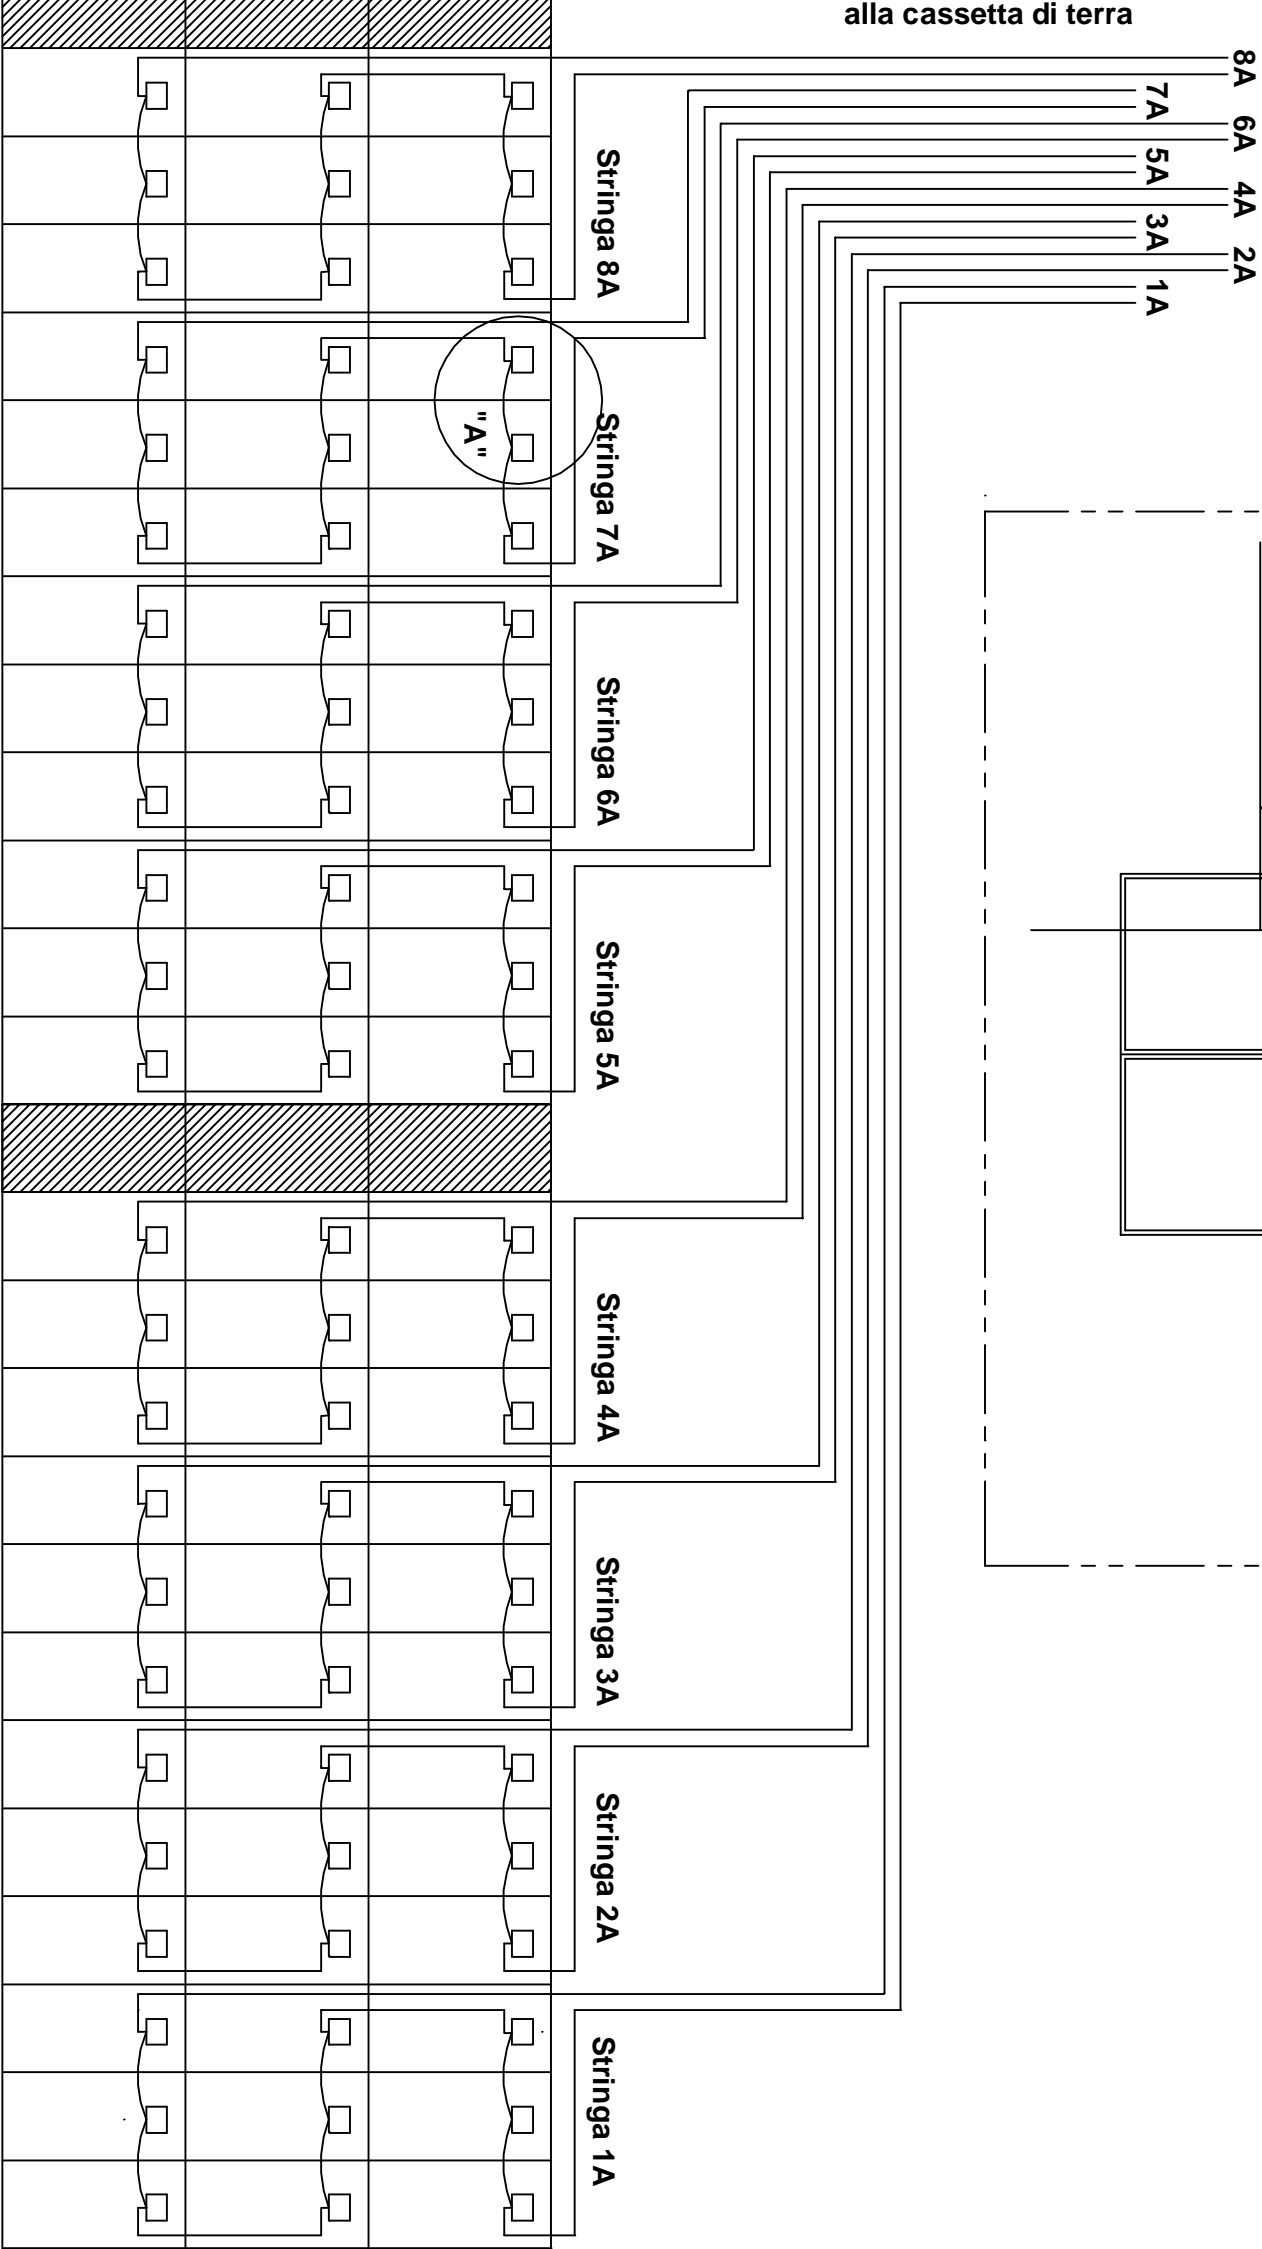 alla cassetta di terra
8A
7A
6A
5A
4A
3A
2A
1A
Stringa 8A
"A"
Stringa 7A
Stringa 6A
Stringa 5A
Stringa 4A
Stringa 3A
Stringa 2A
Stringa 1A